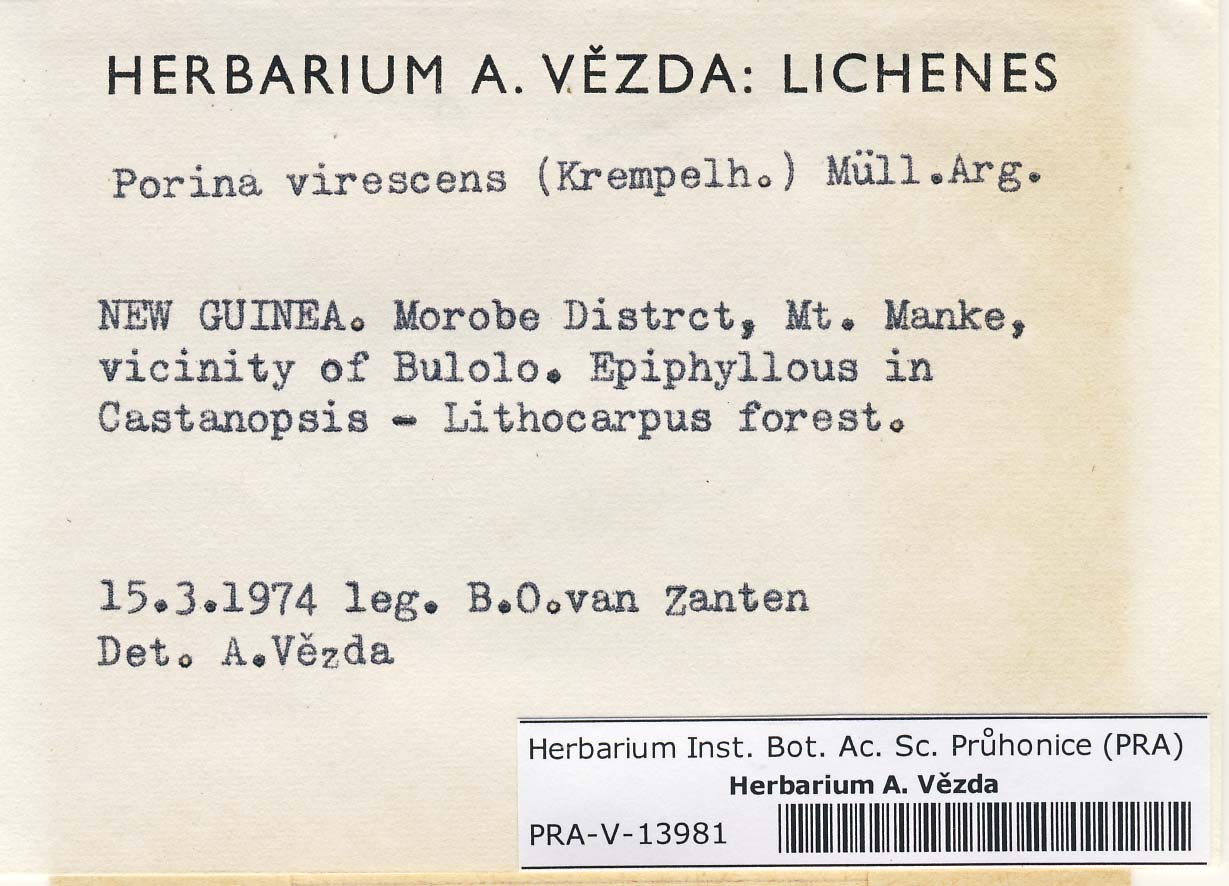 HERBARIUM A. VĚZDA: LICHENES
Porina virescens (Krempelh.) Müll.Arg.
NEW GUINEA. Morobe Distrct, Mt. Manke,
vicinity of Bulolo. Epiphyllous in
Castanopsis - Lithocarpus forest.
15.3.1974 leg. B.O.van Zanten
Det. A.Vězda
Herbarium Inst. Bot. Ac. Sc. Průhonice (PRA)
Herbarium A. Vězda
PRA-V-13981